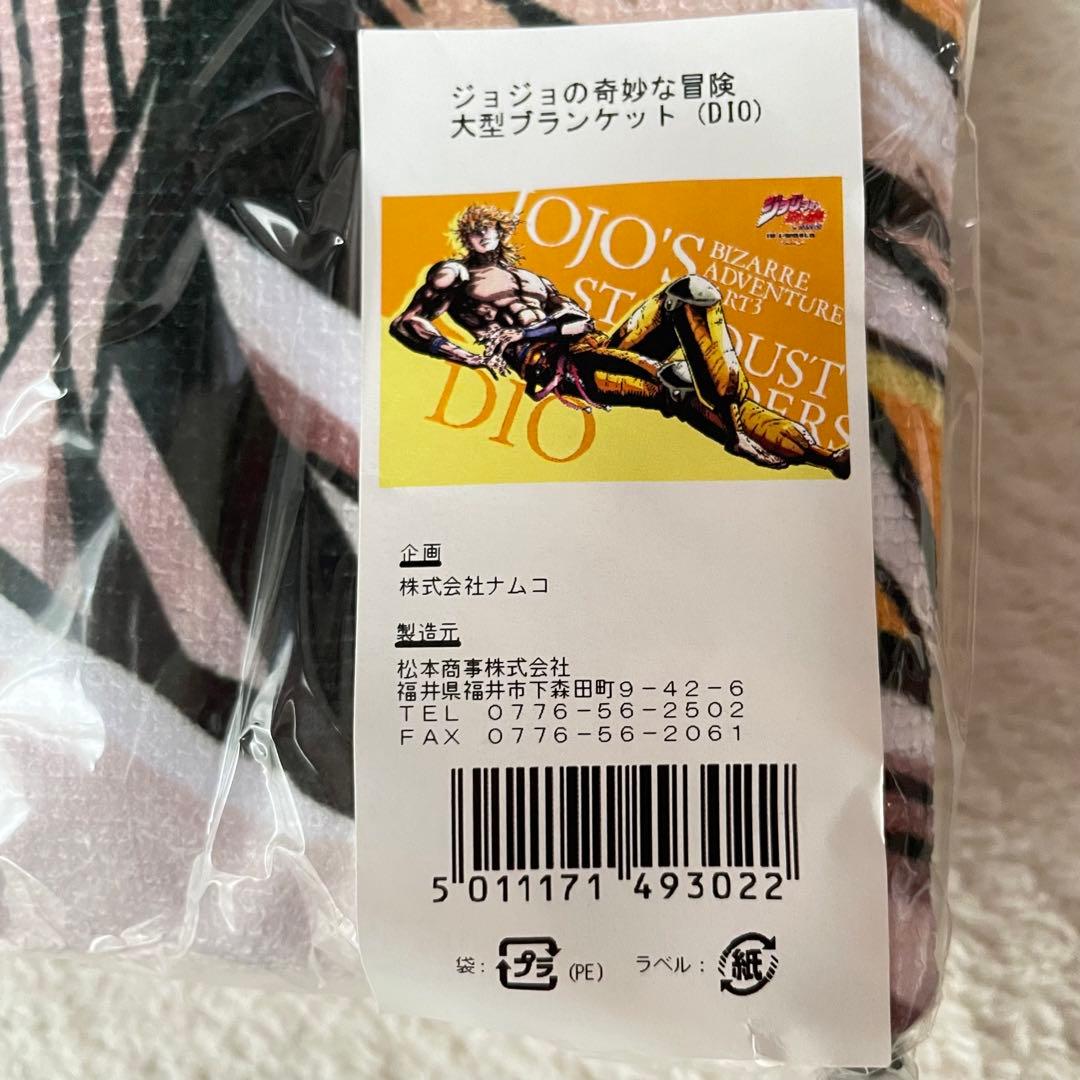 ジョジョの奇妙な冒険
大型ブランケット (DIO)
JOJO'S
BIZARRE
ADVENTURE
DIO
企画
株式会社ナムコ
製造元
松本商事株式会社
福井県福井市下森田町9-42-6
TEL 0776-56-2502
FAX 0776-56-2061
5 011171 493022
袋: プラ (PE) ラベル: 紙